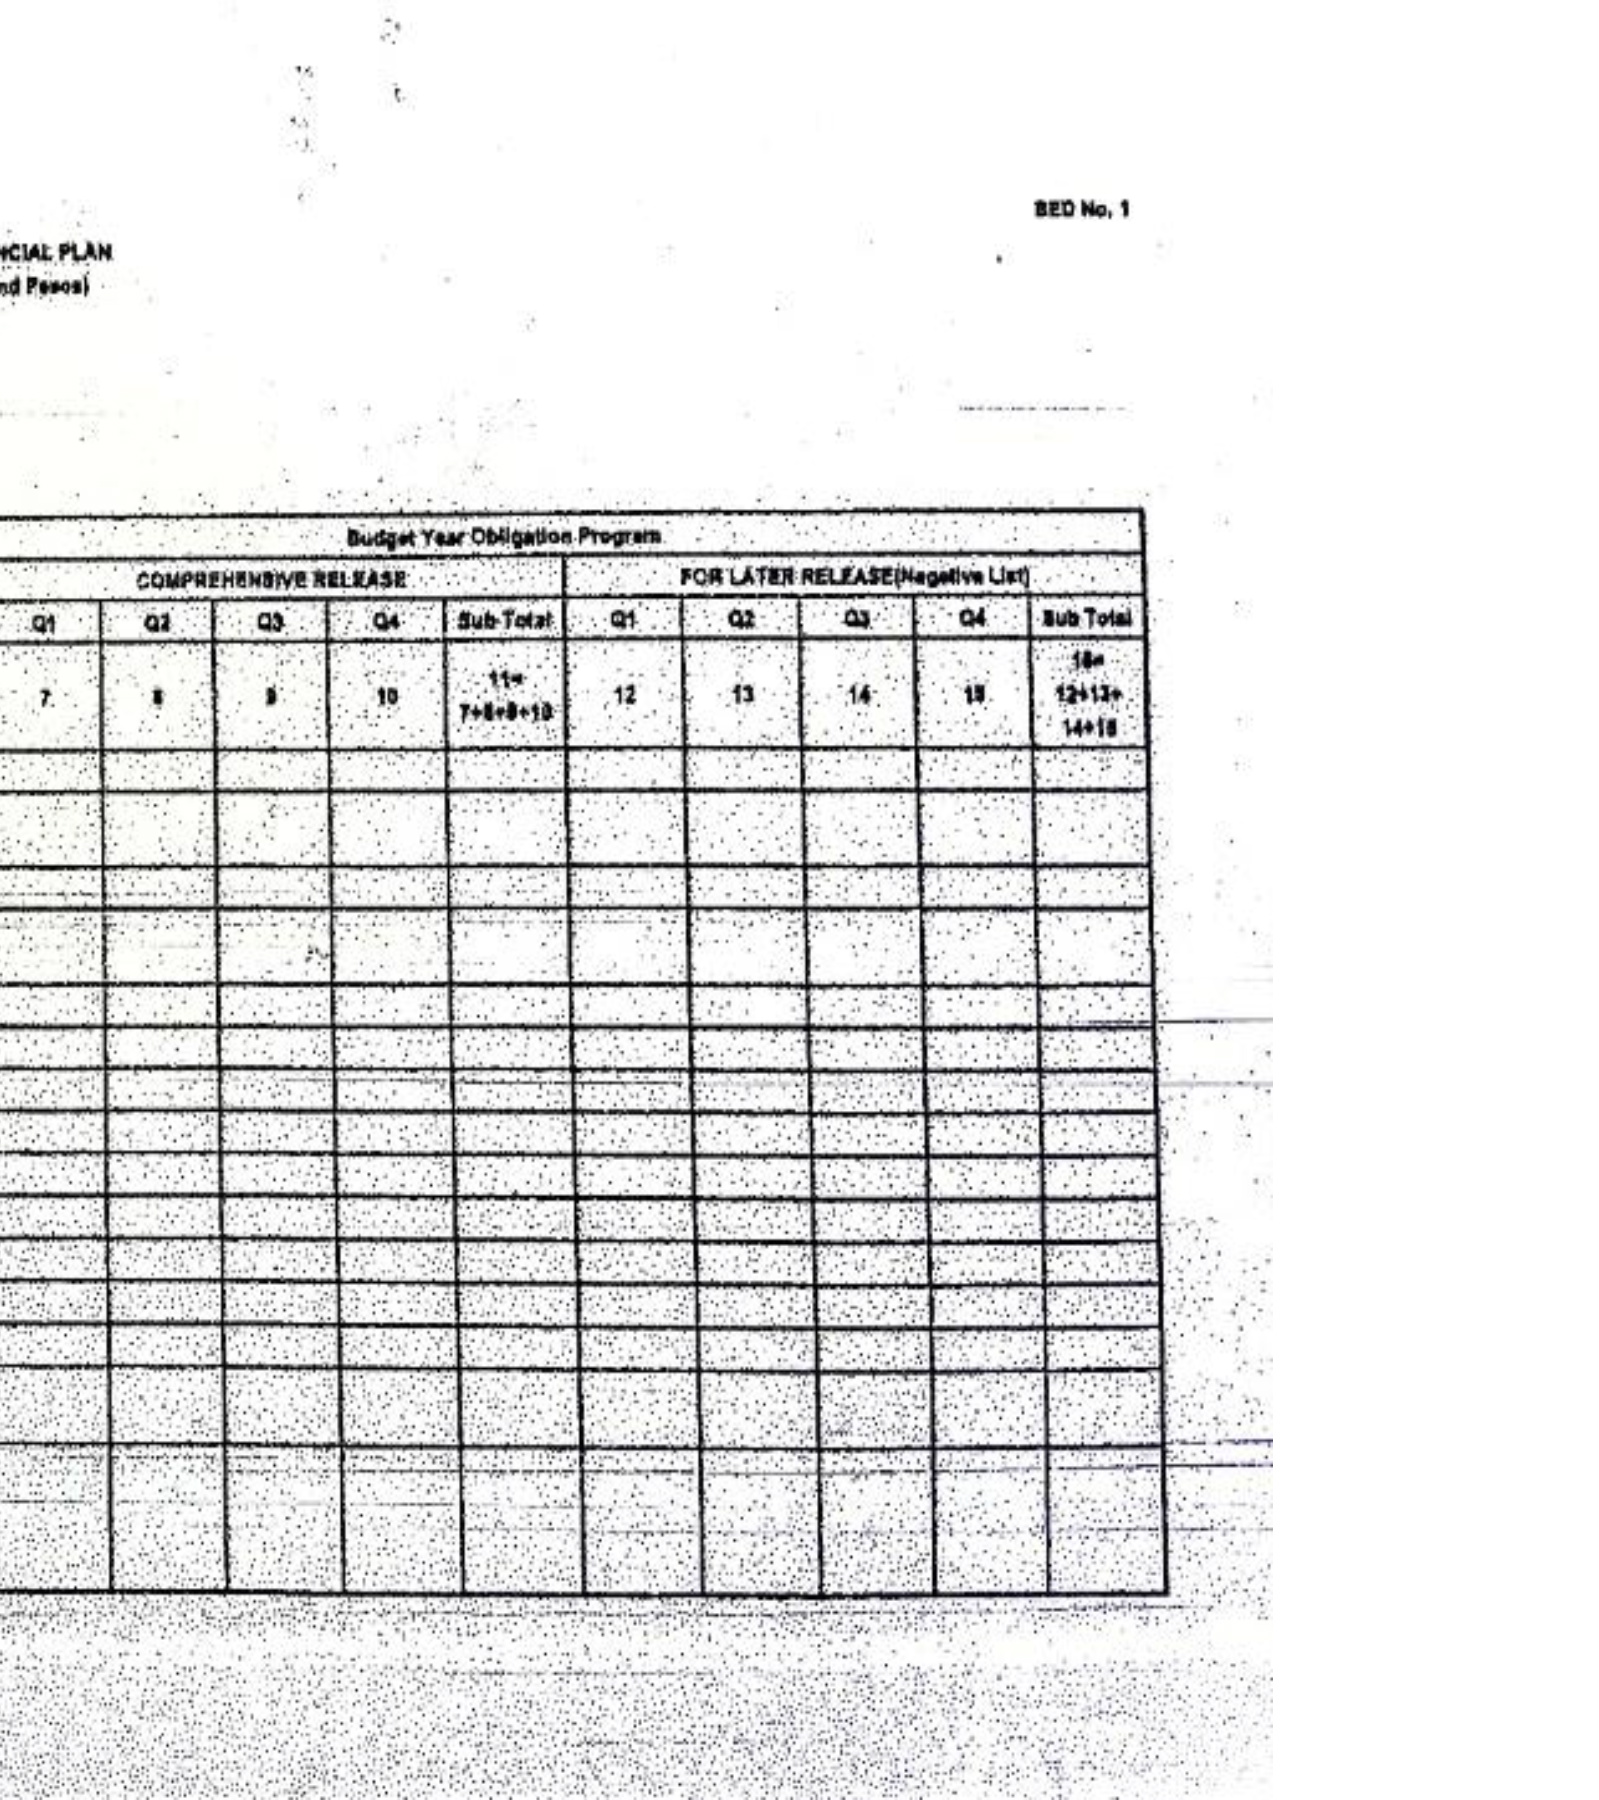 BED No. 1
NCIAL PLAN
nd Pesos)
Budget Year Obligation Program
COMPREHENSIVE RELEASE FOR LATER RELEASE(Negative List)
Q1 Q2 Q3 Q4 Sub Total Q1 Q2 Q3 Q4 Sub Total
7 8 9 10 11= 7+8+9+10 12 13 14 15 16= 12+13+ 14+15